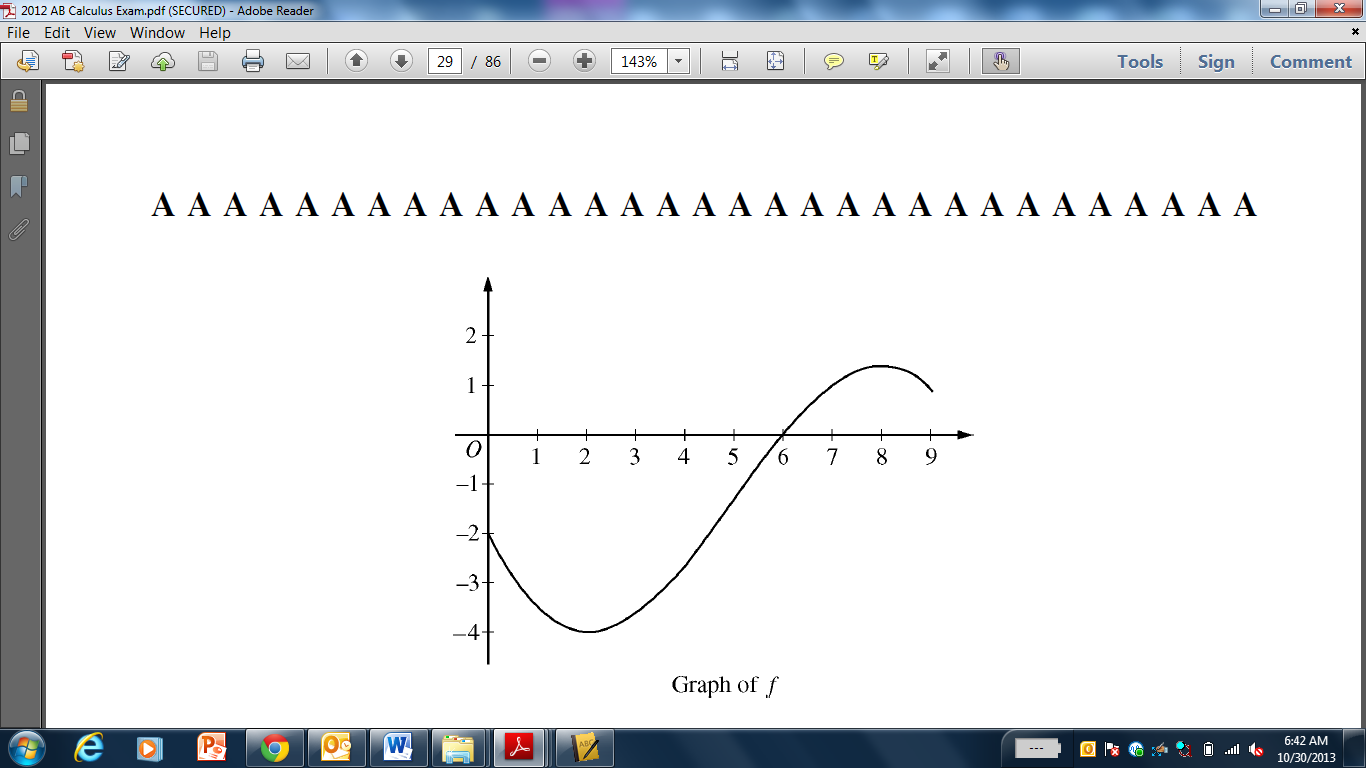 2012 AB Calculus Exam.pdf (SECURED) - Adobe Reader
File Edit View Window Help
29 / 86 143% Tools Sign Comment
A A A A A A A A A A A A A A A A A A A A A A A A A A A A A A A
2
1
O 1 2 3 4 5 6 7 8 9
–1
–2
–3
–4
Graph of f
6:42 AM
10/30/2013